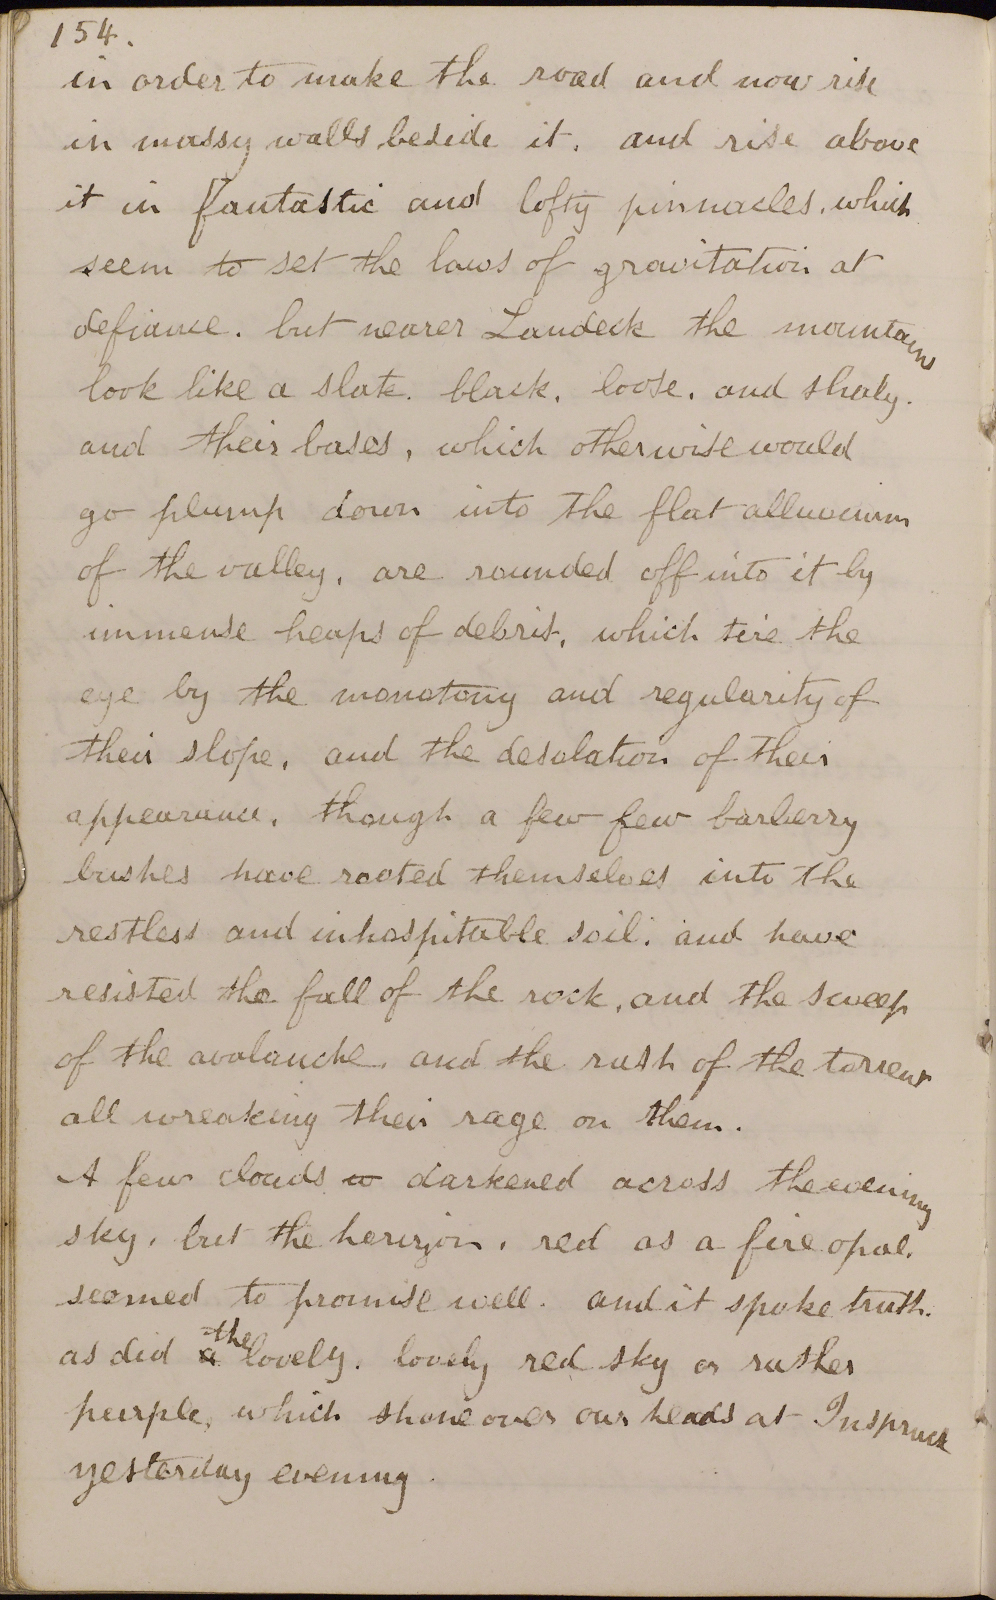 154.
in order to make the road and now rise
in massy walls beside it. and rise above
it in fantastic and lofty pinnacles. which
seem to set the laws of gravitation at
defiance. but nearer Landeck the mountains
look like a slate. black. loose. and shaly.
and their bases, which otherwise would
go plump down into the flat alluvium
of the valley, are rounded off into it by
immense heaps of debris, which tire the
eye by the monotony and regularity of
their slope, and the desolation of their
appearance, though a few few barberry
bushes have rooted themselves into the
restless and inhospitable soil. and have
resisted the fall of the rock, and the sweep
of the avalanche. and the rush of the torrent
all wreaking their rage on them.
A few clouds w darkened across the evening
sky. but the horizon, red as a fire opal.
seemed to promise well. and it spoke truth.
as did a the lovely. lovely red sky or rather
purple, which shone over our heads at Inspruck
yesterday evening.